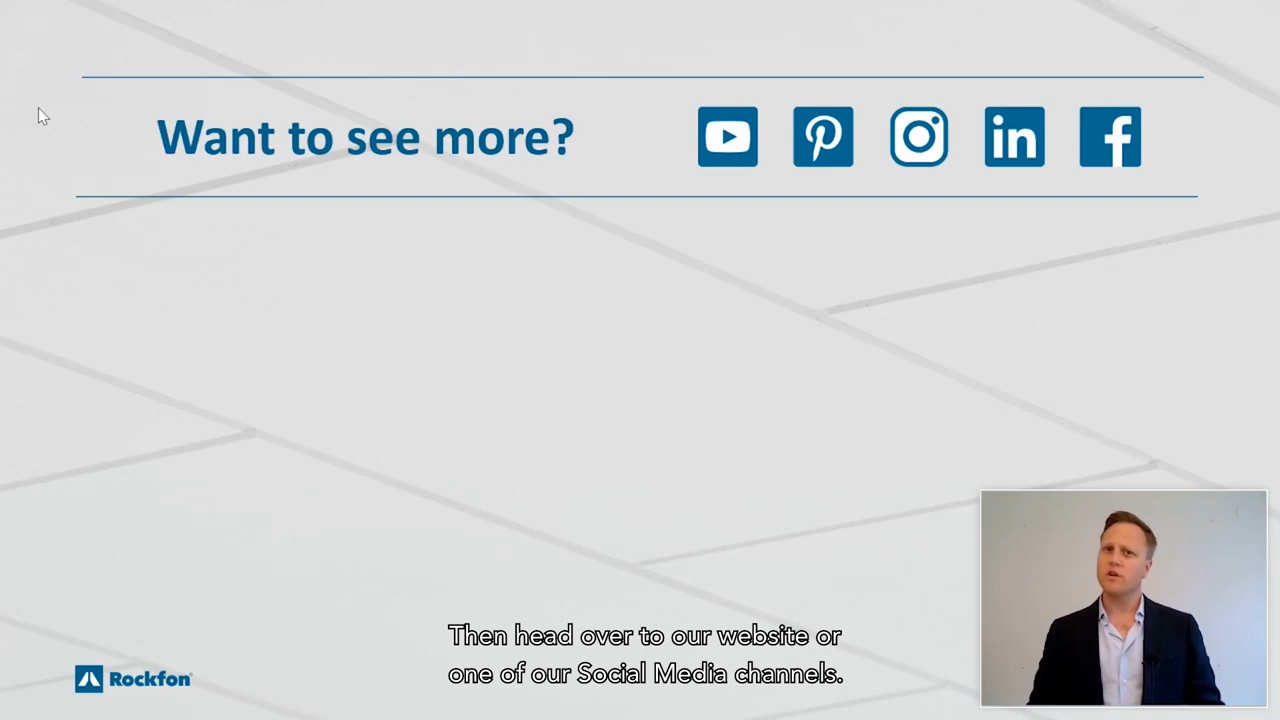 Want to see more?
Then head over to our website or
one of our Social Media channels.
Rockfon